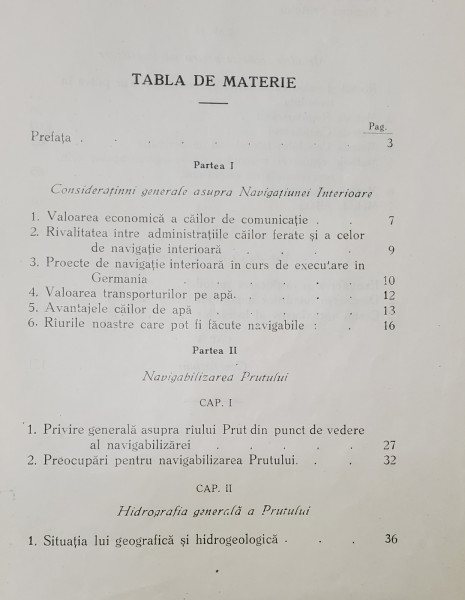 TABLA DE MATERIE
Pag.
Prefața . . . . . . . . 3
Partea I
Considerațiuni generale asupra Navigațiunei Interioare
1. Valoarea economică a căilor de comunicație . . 7
2. Rivalitatea între administrațiile căilor ferate și a celor
de navigație interioară . . . . 9
3. Proecte de navigație interioară în curs de executare în
Germania . . . . . 10
4. Valoarea transporturilor pe apă. . . . . 12
5. Avantajele căilor de apă . . . . . 13
6. Riurile noastre care pot fi făcute navigabile : . 16
Partea II
Navigabilizarea Prutului
CAP. I
1. Privire generală asupra riului Prut din punct de vedere
al navigabilizărei . . . . . 27
2. Preocupări pentru navigabilizarea Prutului. . . 32
CAP. II
Hidrografia generală a Prutului
1. Situația lui geografică și hidrogeologică . . . 36